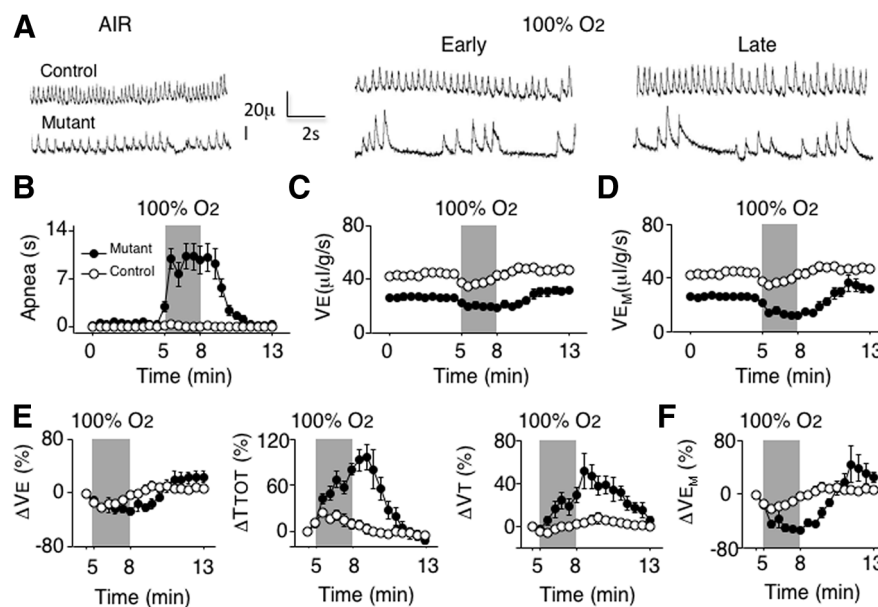 A
AIR
100% O2
Early
Late
Control
Mutant
20μ
2s
B
100% O2
Apnea (s)
14
7
0
Mutant
Control
0 5 8 13
Time (min)
C
100% O2
VE(μl/g/s)
80
40
0
0 5 8 13
Time (min)
D
100% O2
VEM(μl/g/s)
80
40
0
0 5 8 13
Time (min)
E
100% O2
ΔVE (%)
80
0
-80
5 8 13
Time (min)
100% O2
ΔTTOT (%)
120
60
0
5 8 13
Time (min)
100% O2
ΔVT (%)
80
40
0
5 8 13
Time (min)
F
100% O2
ΔVEM (%)
80
0
-80
5 8 13
Time (min)